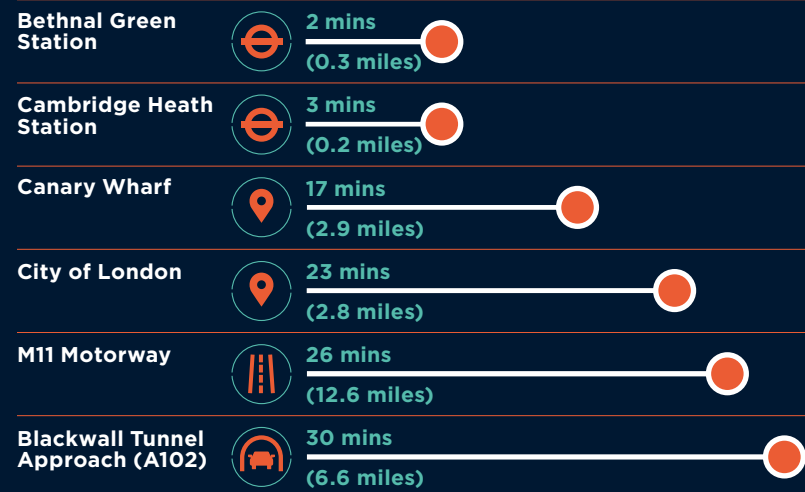 Bethnal Green
Station
2 mins
(0.3 miles)
Cambridge Heath
Station
3 mins
(0.2 miles)
Canary Wharf
17 mins
(2.9 miles)
City of London
23 mins
(2.8 miles)
M11 Motorway
26 mins
(12.6 miles)
Blackwall Tunnel
Approach (A102)
30 mins
(6.6 miles)